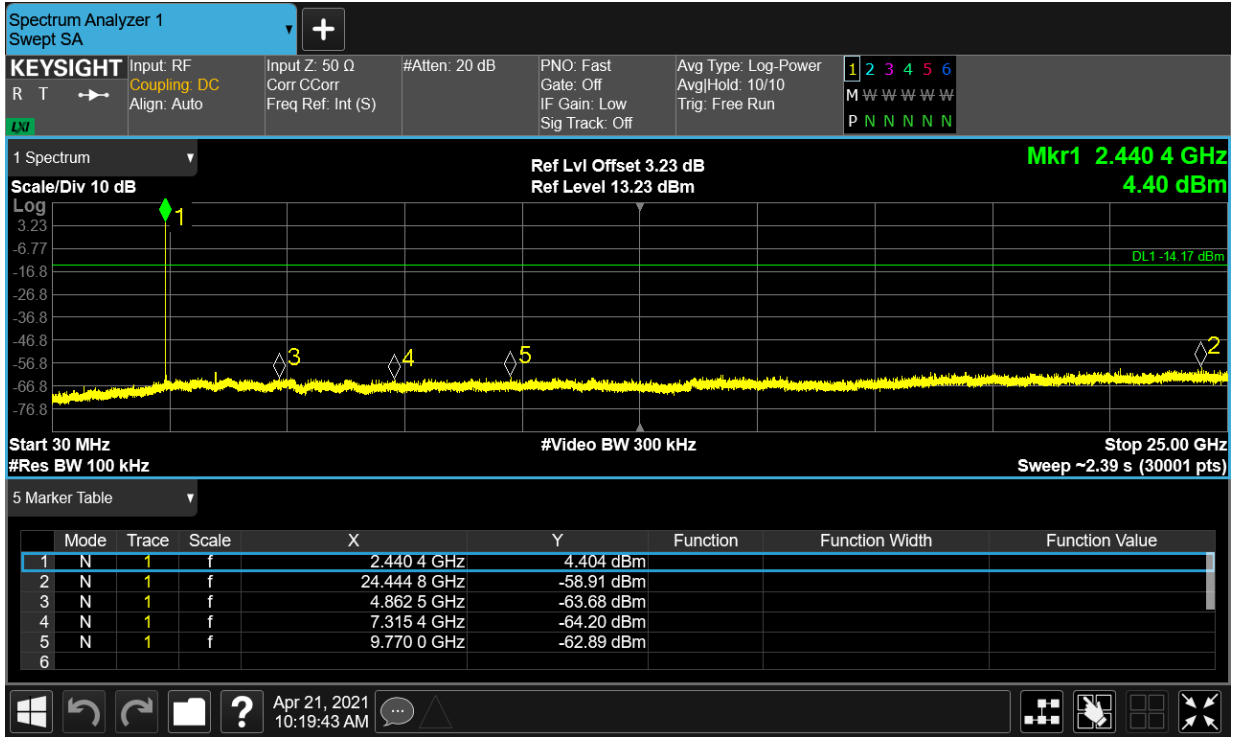 Spectrum Analyzer 1
Swept SA
KEYSIGHT
R T
LXI
Input: RF
Coupling: DC
Align: Auto
Input Z: 50 Ω
Corr CCorr
Freq Ref: Int (S)
#Atten: 20 dB
PNO: Fast
Gate: Off
IF Gain: Low
Sig Track: Off
Avg Type: Log-Power
Avg|Hold: 10/10
Trig: Free Run
1 2 3 4 5 6
M W W W W W
P N N N N N
1 Spectrum
Scale/Div 10 dB
Ref Lvl Offset 3.23 dB
Ref Level 13.23 dBm
Mkr1 2.440 4 GHz
4.40 dBm
Log
3.23
-6.77
-16.8
-26.8
-36.8
-46.8
-56.8
-66.8
-76.8
DL1 -14.17 dBm
1
3
4
5
2
Start 30 MHz
#Video BW 300 kHz
Stop 25.00 GHz
#Res BW 100 kHz
Sweep ~2.39 s (30001 pts)
5 Marker Table
Mode Trace Scale X Y Function Function Width Function Value
1 N 1 f 2.440 4 GHz 4.404 dBm
2 N 1 f 24.444 8 GHz -58.91 dBm
3 N 1 f 4.862 5 GHz -63.68 dBm
4 N 1 f 7.315 4 GHz -64.20 dBm
5 N 1 f 9.770 0 GHz -62.89 dBm
6
?
Apr 21, 2021
10:19:43 AM